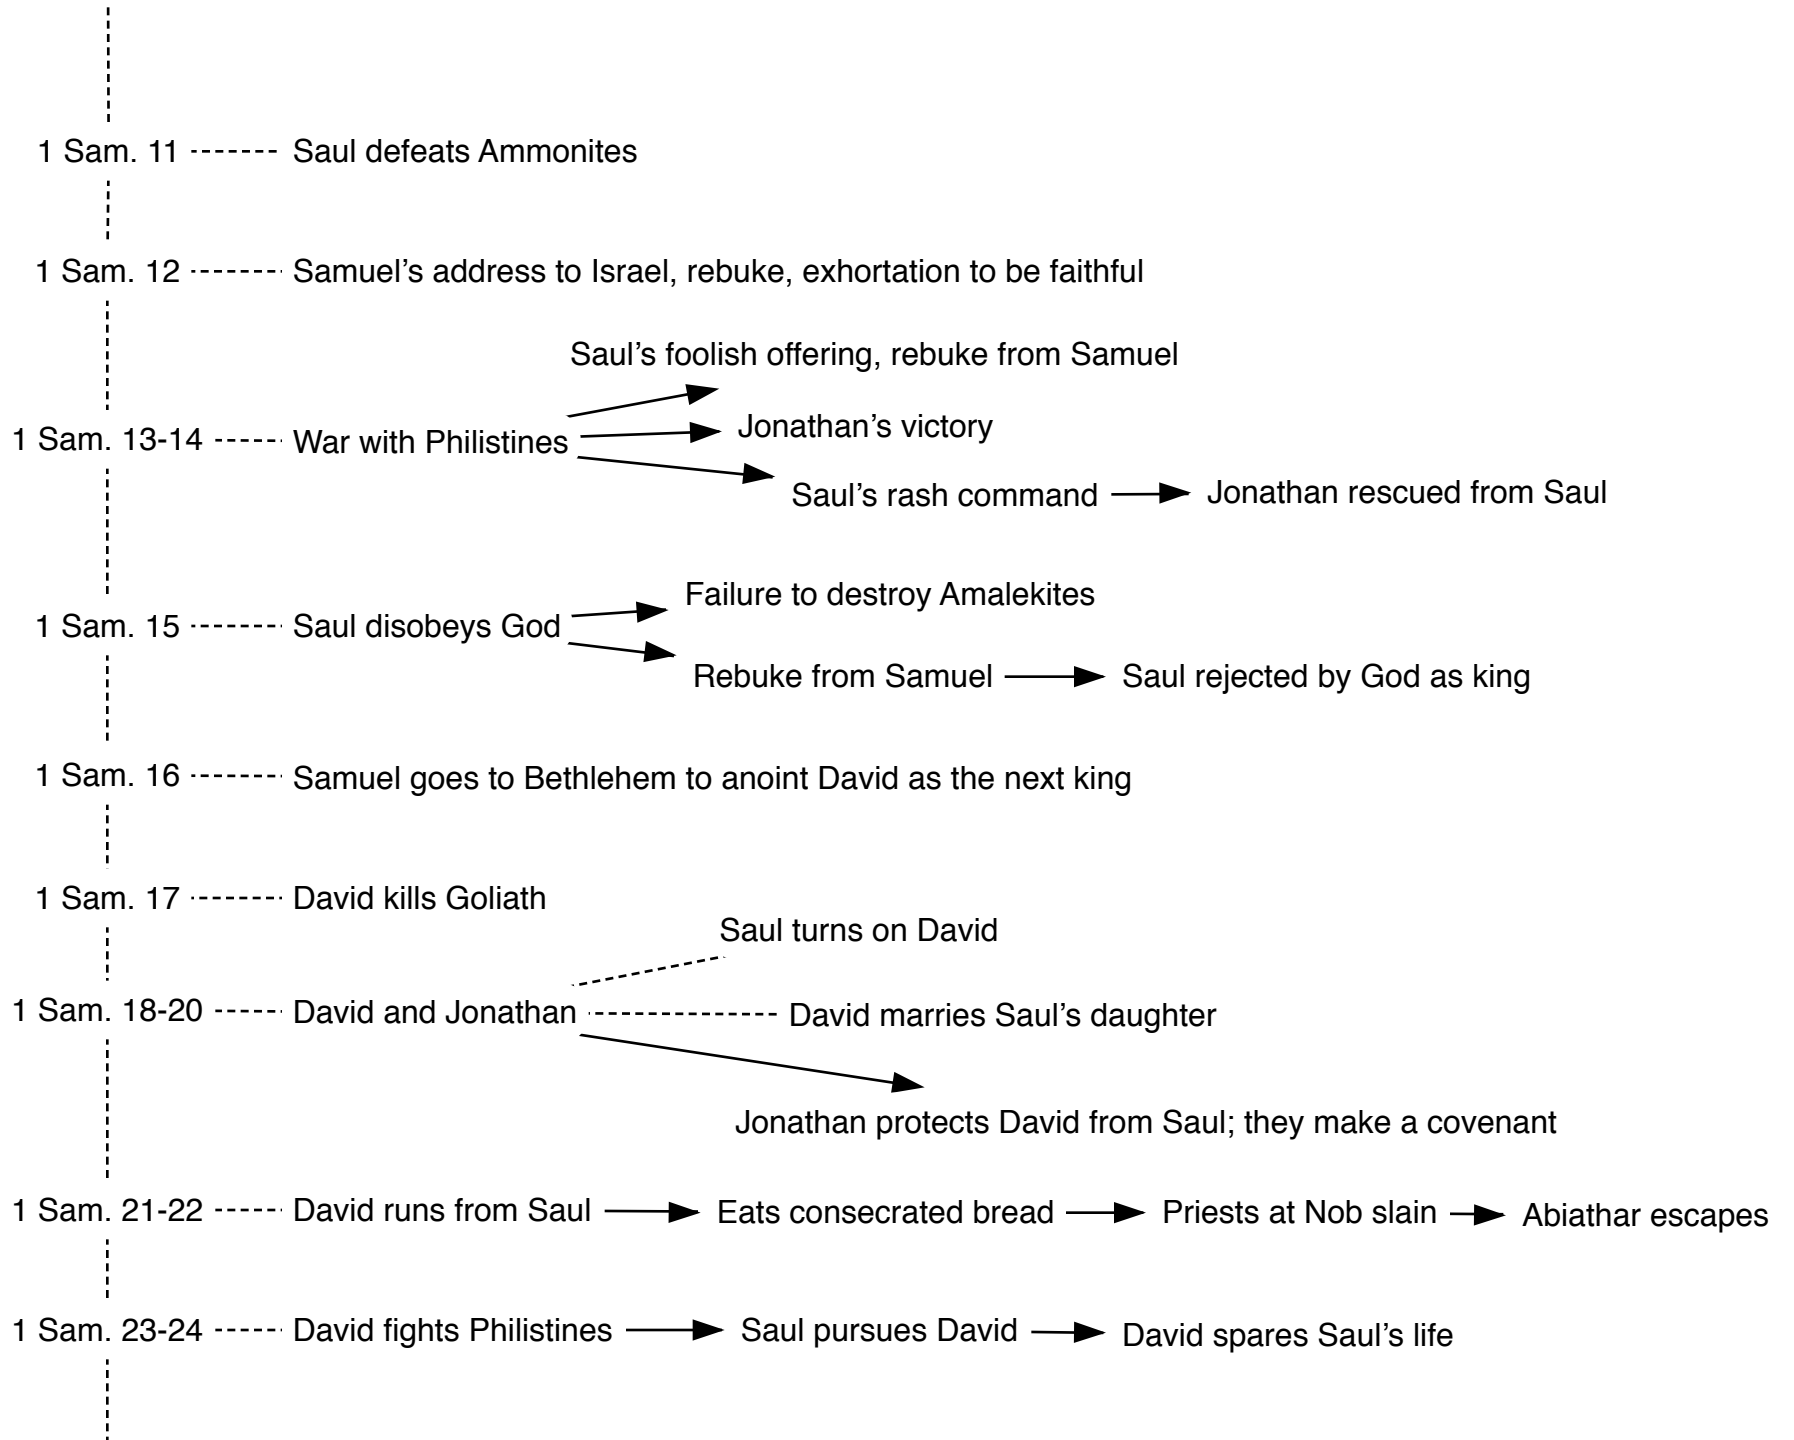 1 Sam. 11
Saul defeats Ammonites
1 Sam. 12
Samuel’s address to Israel, rebuke, exhortation to be faithful
Saul’s foolish offering, rebuke from Samuel
1 Sam. 13-14
War with Philistines
Jonathan’s victory
Saul’s rash command
Jonathan rescued from Saul
1 Sam. 15
Saul disobeys God
Failure to destroy Amalekites
Rebuke from Samuel
Saul rejected by God as king
1 Sam. 16
Samuel goes to Bethlehem to anoint David as the next king
1 Sam. 17
David kills Goliath
Saul turns on David
1 Sam. 18-20
David and Jonathan
David marries Saul’s daughter
Jonathan protects David from Saul; they make a covenant
1 Sam. 21-22
David runs from Saul
Eats consecrated bread
Priests at Nob slain
Abiathar escapes
1 Sam. 23-24
David fights Philistines
Saul pursues David
David spares Saul’s life